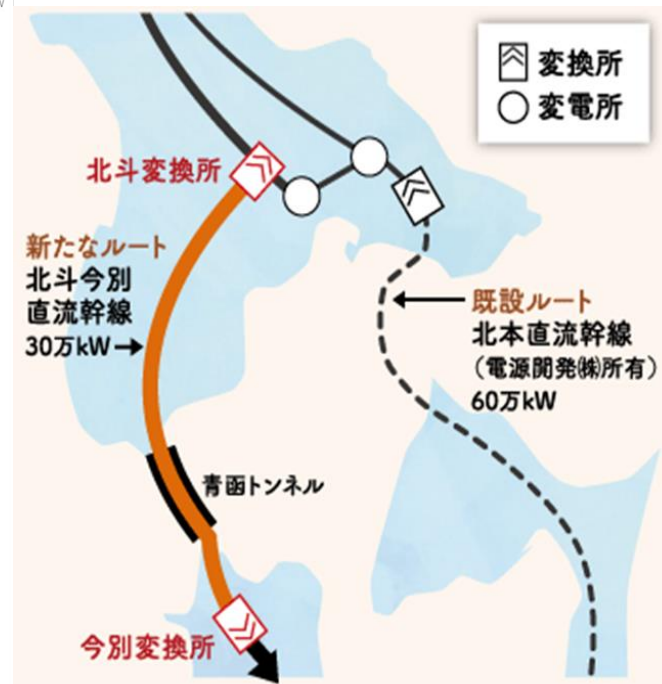 変換所
変電所
北斗変換所
新たなルート
北斗今別
直流幹線
30万kW
既設ルート
北本直流幹線
(電源開発㈱所有)
60万kW
青函トンネル
今別変換所